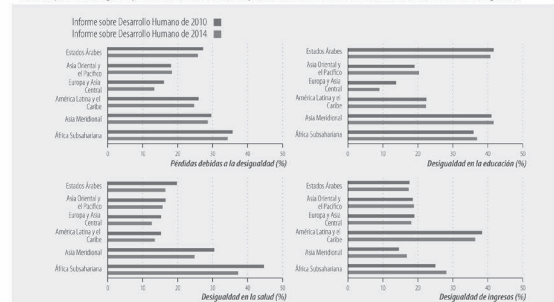 Informe sobre Desarrollo Humano de 2010
Informe sobre Desarrollo Humano de 2014
Estados Árabes
Asia Oriental y
el Pacífico
Europa y Asia
Central
América Latina y el
Caribe
Asia Meridional
África Subsahariana
0 10 20 30 40 50
Pérdidas debidas a la desigualdad (%)
Estados Árabes
Asia Oriental y
el Pacífico
Europa y Asia
Central
América Latina y el
Caribe
Asia Meridional
África Subsahariana
0 10 20 30 40 50
Desigualdad en la educación (%)
Estados Árabes
Asia Oriental y
el Pacífico
Europa y Asia
Central
América Latina y el
Caribe
Asia Meridional
África Subsahariana
0 10 20 30 40 50
Desigualdad en la salud (%)
Estados Árabes
Asia Oriental y
el Pacífico
Europa y Asia
Central
América Latina y el
Caribe
Asia Meridional
África Subsahariana
0 10 20 30 40 50
Desigualdad de ingresos (%)